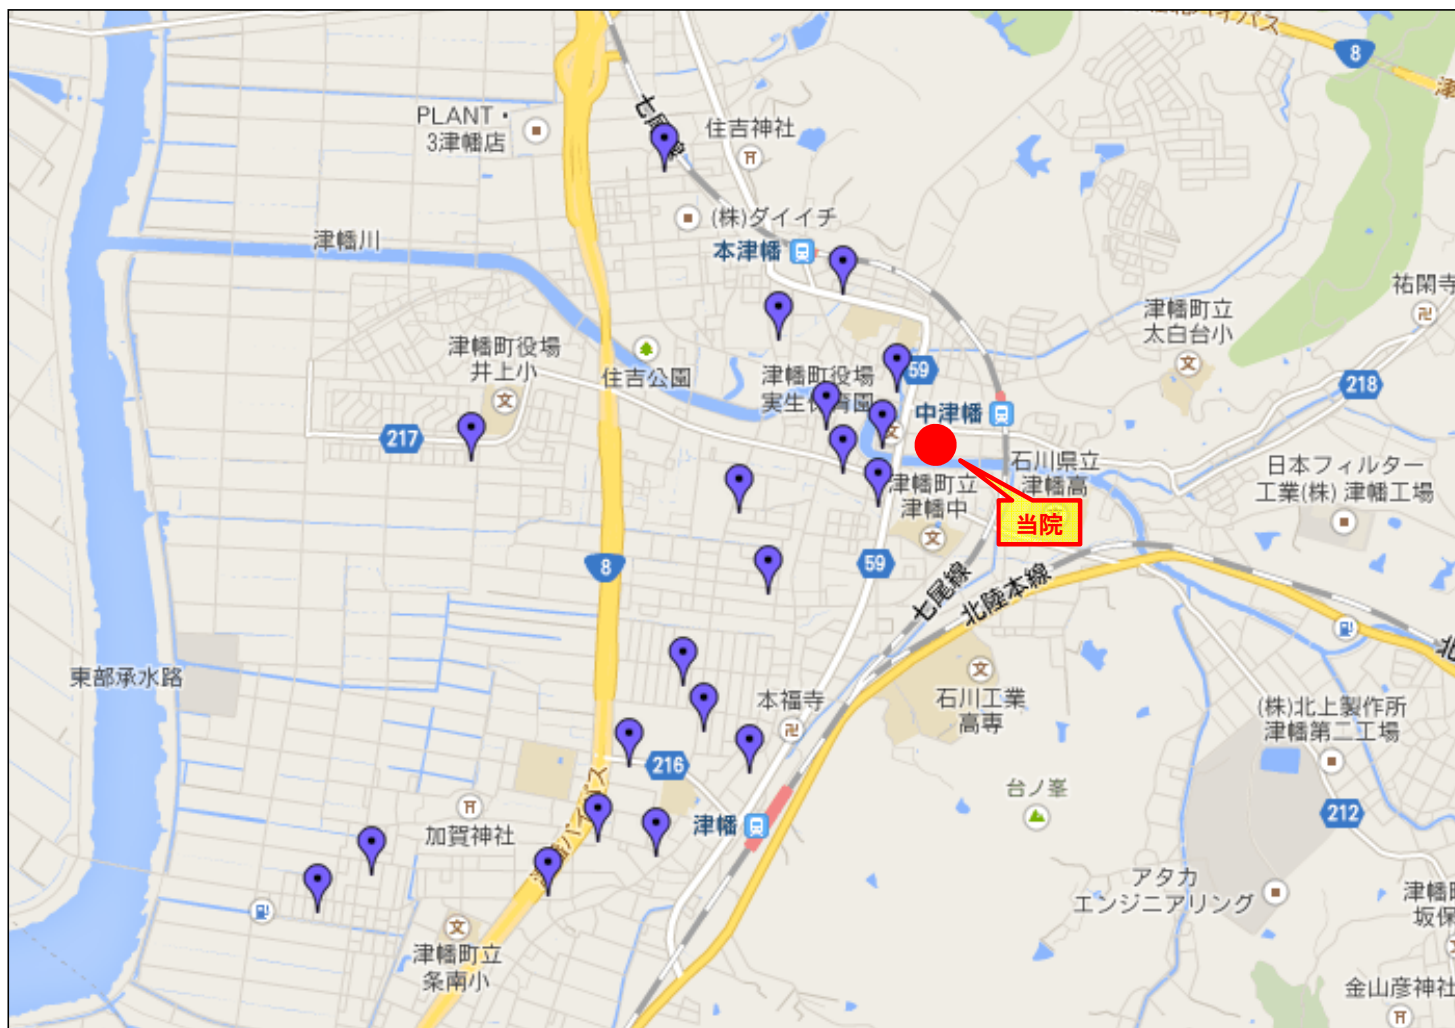 8
PLANT・
3津幡店
七尾線
住吉神社
(株)ダイイチ
津幡川
本津幡
祐閑寺
津幡町立
太白台小
津幡町役場
井上小
住吉公園
津幡町役場
実生保育園
59
218
中津幡
217
石川県立
津幡高
日本フィルター
工業(株) 津幡工場
津幡町立
津幡中
当院
8
59
七尾線
北陸本線
東部承水路
石川工業
高専
本福寺
(株)北上製作所
津幡第二工場
216
台ノ峯
212
加賀神社
津幡
アタカ
エンジニアリング
津幡町立
条南小
坂保
金山彦神社